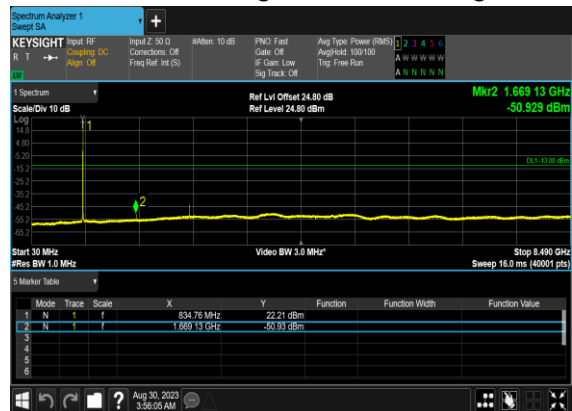 Spectrum Analyzer 1
Swept SA
+
KEYSIGHT Input: RF Input Z: 50 Ω #Atten: 10 dB PNO: Fast Avg Type: Power (RMS) 1 2 3 4 5 6
R T Coupling: DC Corrections: Off Gate: Off Avg|Hold: 100/100 A W W W W W
Align: Off Freq Ref: Int (S) IF Gain: Low Trig: Free Run
LW Sig Track: Off A N N N N N
1 Spectrum Ref Lvl Offset 24.80 dB Mkr2 1.669 13 GHz
Scale/Div 10 dB Ref Level 24.80 dBm -50.929 dBm
Log
14.8 1
4.80
-5.20 DL1 -13.00 dBm
-15.2
-25.2
-35.2
-45.2 2
-55.2
-65.2
Start 30 MHz Video BW 3.0 MHz* Stop 8.490 GHz
#Res BW 1.0 MHz Sweep 16.0 ms (40001 pts)
5 Marker Table
Mode Trace Scale X Y Function Function Width Function Value
1 N 1 f 834.76 MHz 22.21 dBm
2 N 1 f 1.669 13 GHz -50.93 dBm
3
4
5
6
? Aug 30, 2023
3:56:05 AM